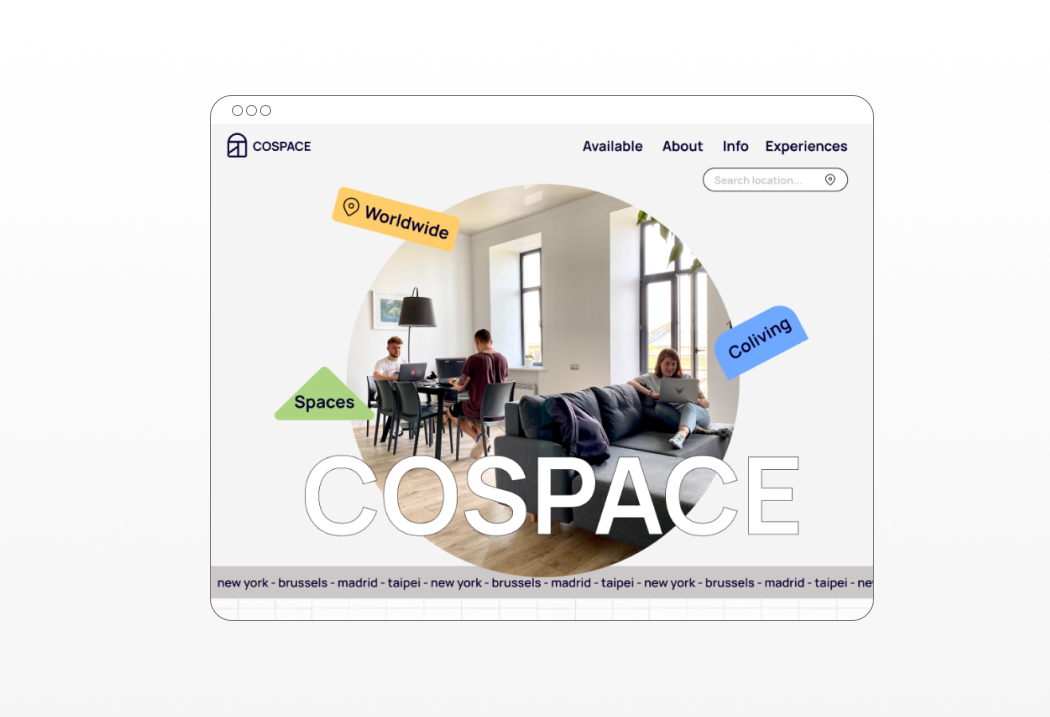 COSPACE
Available About Info Experiences
Search location...
Worldwide
Coliving
Spaces
COSPACE
new york - brussels - madrid - taipei - new york - brussels - madrid - taipei - new york - brussels - madrid - taipei - ne